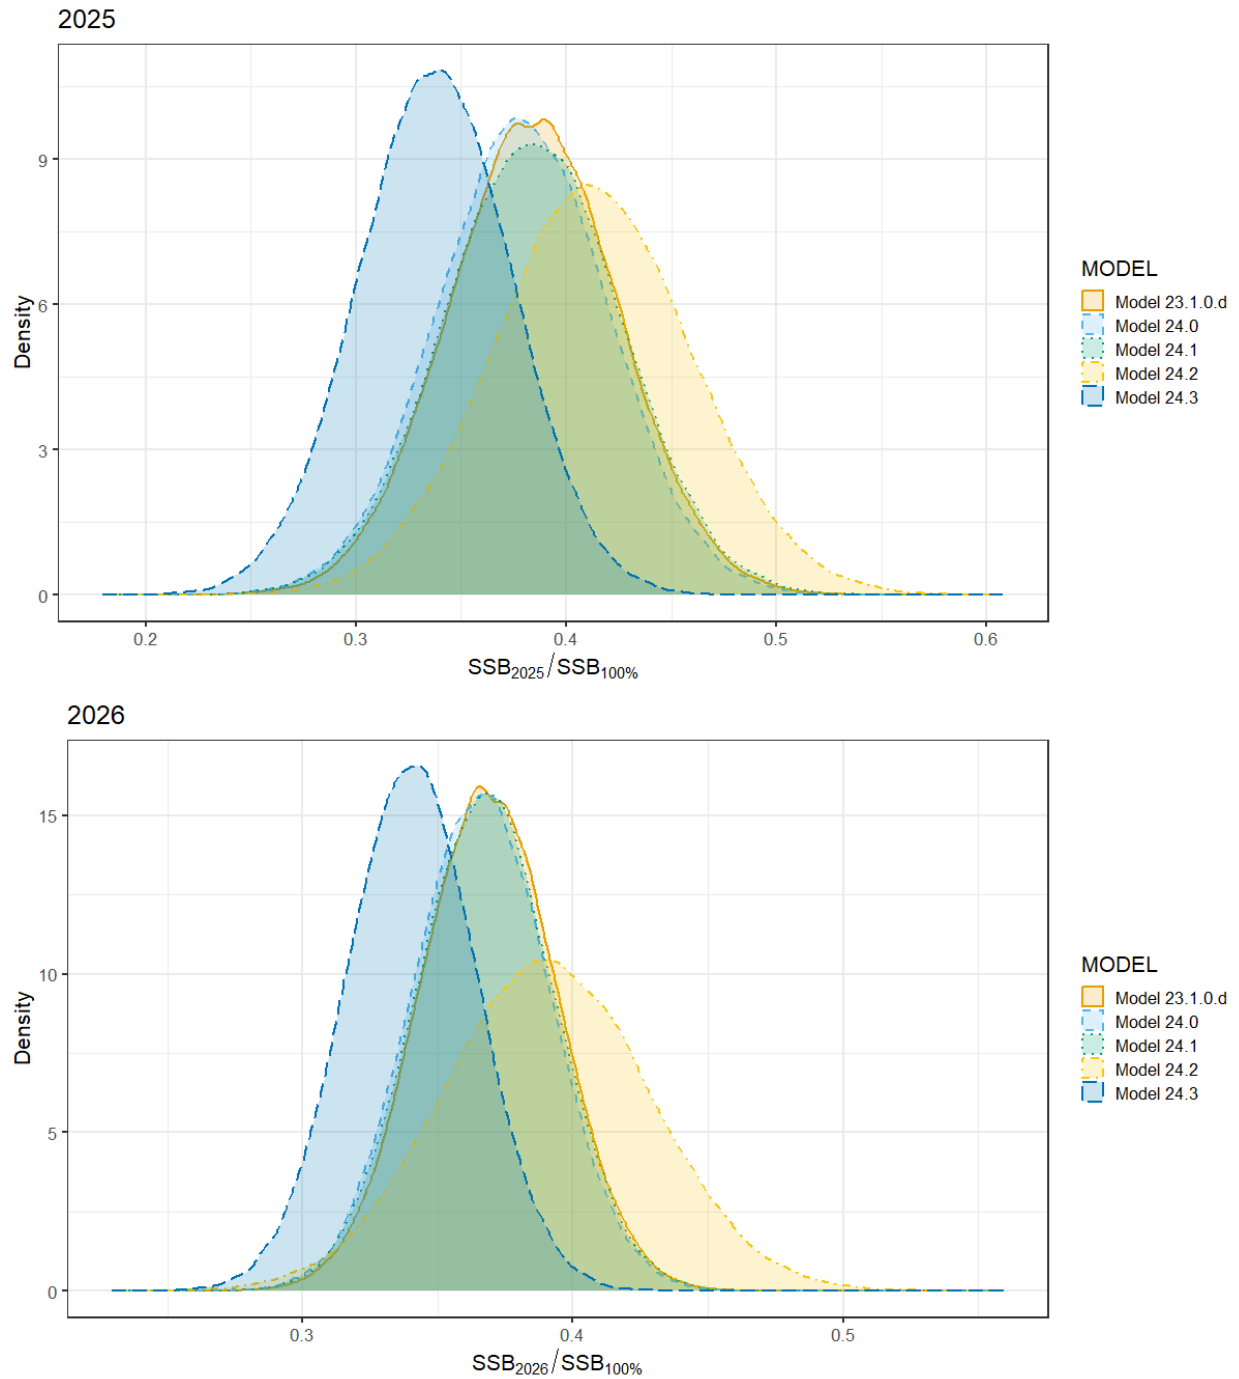 2025
9
6
3
0
Density
0.2 0.3 0.4 0.5 0.6
SSB2025/SSB100%
MODEL
Model 23.1.0.d
Model 24.0
Model 24.1
Model 24.2
Model 24.3
2026
15
10
5
0
Density
0.3 0.4 0.5
SSB2026/SSB100%
MODEL
Model 23.1.0.d
Model 24.0
Model 24.1
Model 24.2
Model 24.3